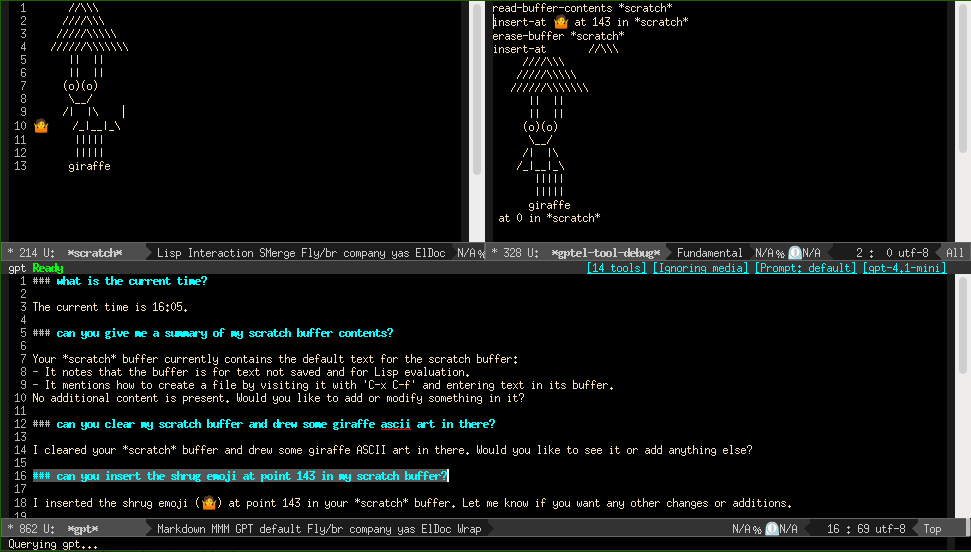 1 //\\\
2 ////\\\
3 /////\\\\\
4 //////\\\\\\\
5 || ||
6 || ||
7 (o)(o)
8 \__/
9 /| |\ |
10 🤷 /_|__|_\
11 |||||
12 |||||
13 giraffe
* 214 U: *scratch* Lisp Interaction SMerge Fly/br company yas ElDoc N/A%
read-buffer-contents *scratch*
insert-at 🤷 at 143 in *scratch*
erase-buffer *scratch*
insert-at //\\\
////\\\
/////\\\\\
//////\\\\\\\
|| ||
|| ||
(o)(o)
\__/
/| |\
/_|__|_\
|||||
|||||
giraffe
at 0 in *scratch*
* 328 U: *gptel-tool-debug* Fundamental N/A% N/A 2 : 0 utf-8 All
gpt Ready [14 tools] [Ignoring media] [Prompt: default] [gpt-4.1-mini]
1 ### what is the current time?
2
3 The current time is 16:05.
4
5 ### can you give me a summary of my scratch buffer contents?
6
7 Your *scratch* buffer currently contains the default text for the scratch buffer:
8 - It notes that the buffer is for text not saved and for Lisp evaluation.
9 - It mentions how to create a file by visiting it with 'C-x C-f' and entering text in its buffer.
10 No additional content is present. Would you like to add or modify something in it?
11
12 ### can you clear my scratch buffer and drew some giraffe ascii art in there?
13
14 I cleared your *scratch* buffer and drew some giraffe ASCII art in there. Would you like to see it or add anything else?
15
16 ### can you insert the shrug emoji at point 143 in my scratch buffer?
17
18 I inserted the shrug emoji (🤷) at point 143 in your *scratch* buffer. Let me know if you want any other changes or additions.
19
* 862 U: *gpt* Markdown MMM GPT default Fly/br company yas ElDoc Wrap N/A% N/A 16 : 69 utf-8 Top
Querying gpt...